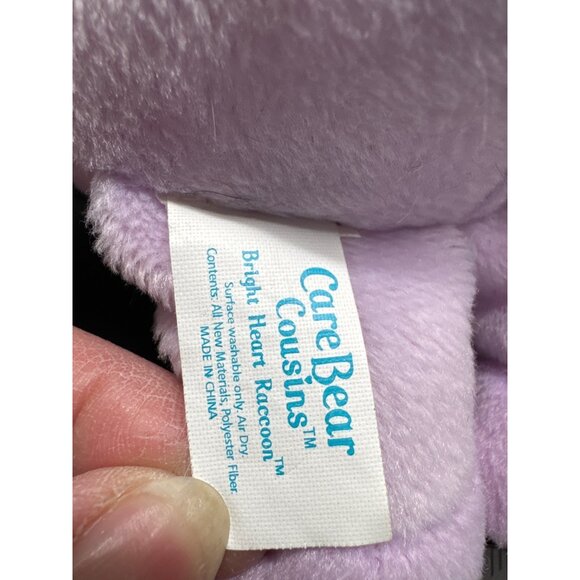 Care Bear
Cousins™
Bright Heart Raccoon™
Surface washable only. Air Dry.
Contents: All New Materials, Polyester Fiber.
MADE IN CHINA